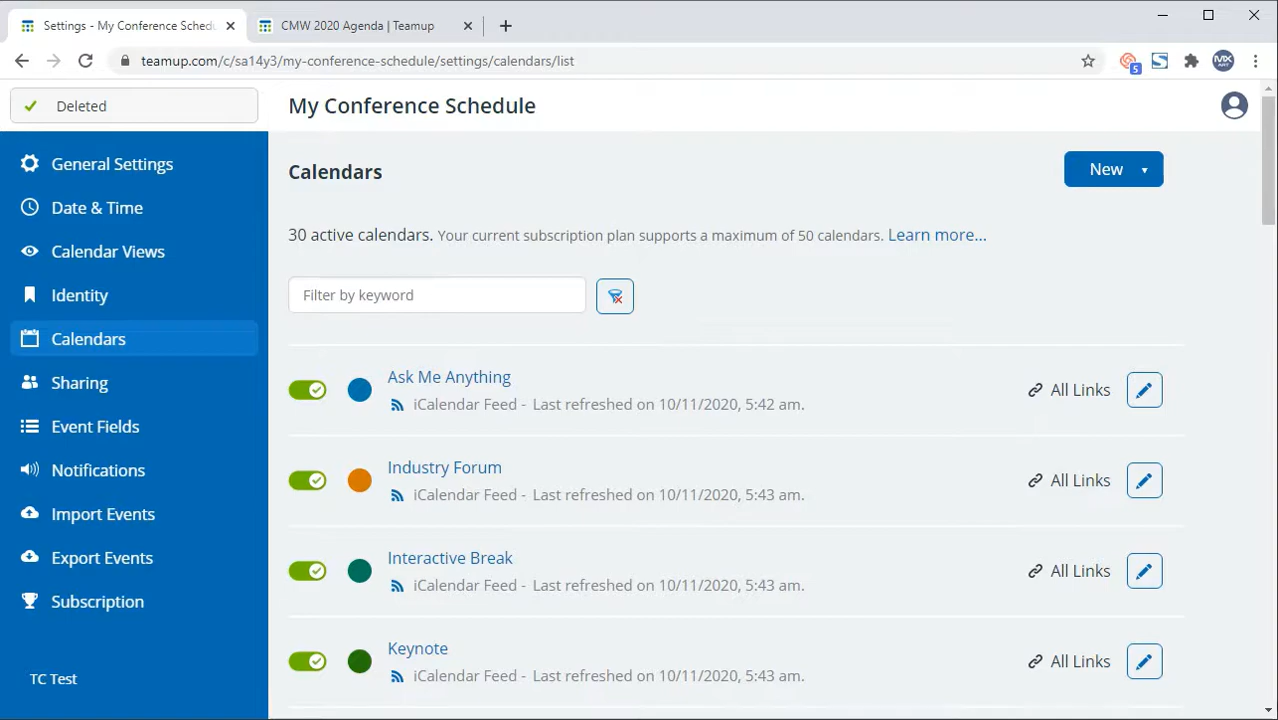 Settings - My Conference Schedu
CMW 2020 Agenda | Teamup
teamup.com/c/sa14y3/my-conference-schedule/settings/calendars/list
5
MX
Deleted
My Conference Schedule
General Settings
Date & Time
Calendar Views
Identity
Calendars
Sharing
Event Fields
Notifications
Import Events
Export Events
Subscription
TC Test
Calendars
New
30 active calendars. Your current subscription plan supports a maximum of 50 calendars. Learn more...
Filter by keyword
Ask Me Anything
iCalendar Feed - Last refreshed on 10/11/2020, 5:42 am.
All Links
Industry Forum
iCalendar Feed - Last refreshed on 10/11/2020, 5:43 am.
All Links
Interactive Break
iCalendar Feed - Last refreshed on 10/11/2020, 5:43 am.
All Links
Keynote
iCalendar Feed - Last refreshed on 10/11/2020, 5:43 am.
All Links